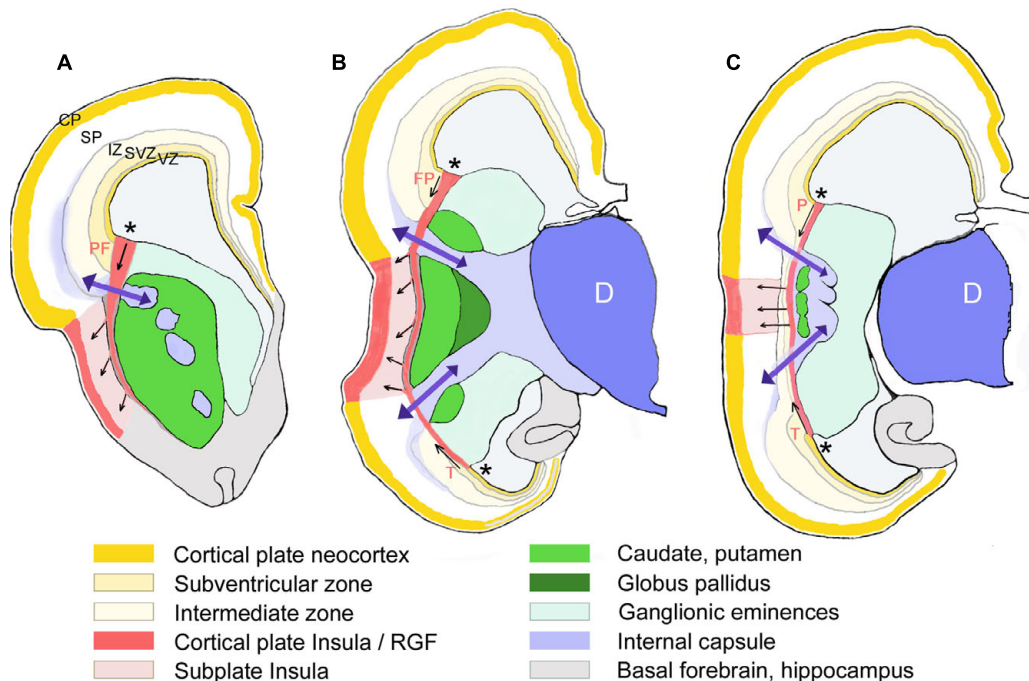 A
B
C
CP
SP
IZ
SVZ
VZ
*
PF
FP
*
D
T
*
P
*
D
T
*
Cortical plate neocortex
Subventricular zone
Intermediate zone
Cortical plate Insula / RGF
Subplate Insula
Caudate, putamen
Globus pallidus
Ganglionic eminences
Internal capsule
Basal forebrain, hippocampus